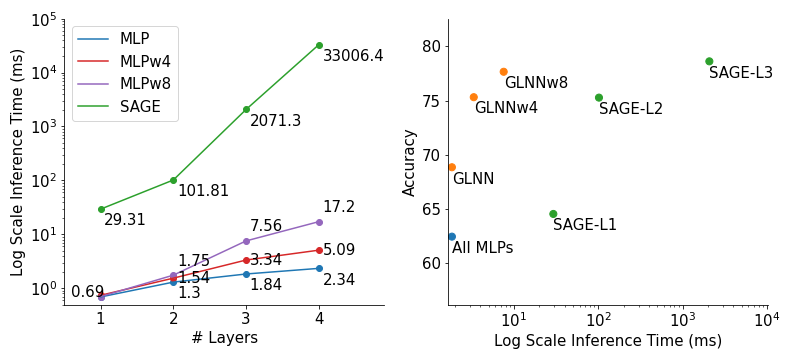 Log Scale Inference Time (ms)
10^5
10^4
10^3
10^2
10^1
10^0
MLP
MLPw4
MLPw8
SAGE
33006.4
2071.3
101.81
29.31
17.2
7.56
5.09
1.75
3.34
1.54
2.34
1.84
1.3
0.69
1
2
3
4
# Layers
Accuracy
80
75
70
65
60
SAGE-L3
GLNNw8
GLNNw4
SAGE-L2
GLNN
SAGE-L1
All MLPs
10^1
10^2
10^3
10^4
Log Scale Inference Time (ms)